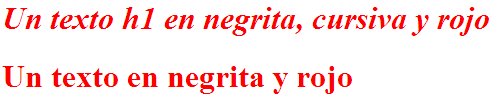 Un texto h1 en negrita, cursiva y rojo
Un texto en negrita y rojo